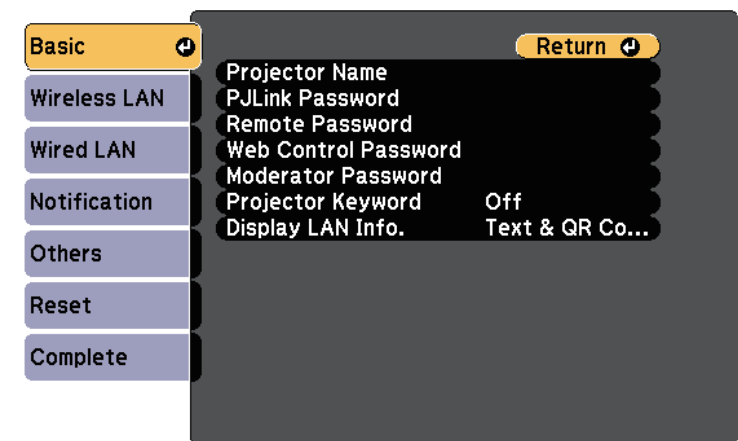 Basic
Return
Projector Name
PJLink Password
Remote Password
Web Control Password
Moderator Password
Projector Keyword Off
Display LAN Info. Text & QR Co...
Wireless LAN
Wired LAN
Notification
Others
Reset
Complete